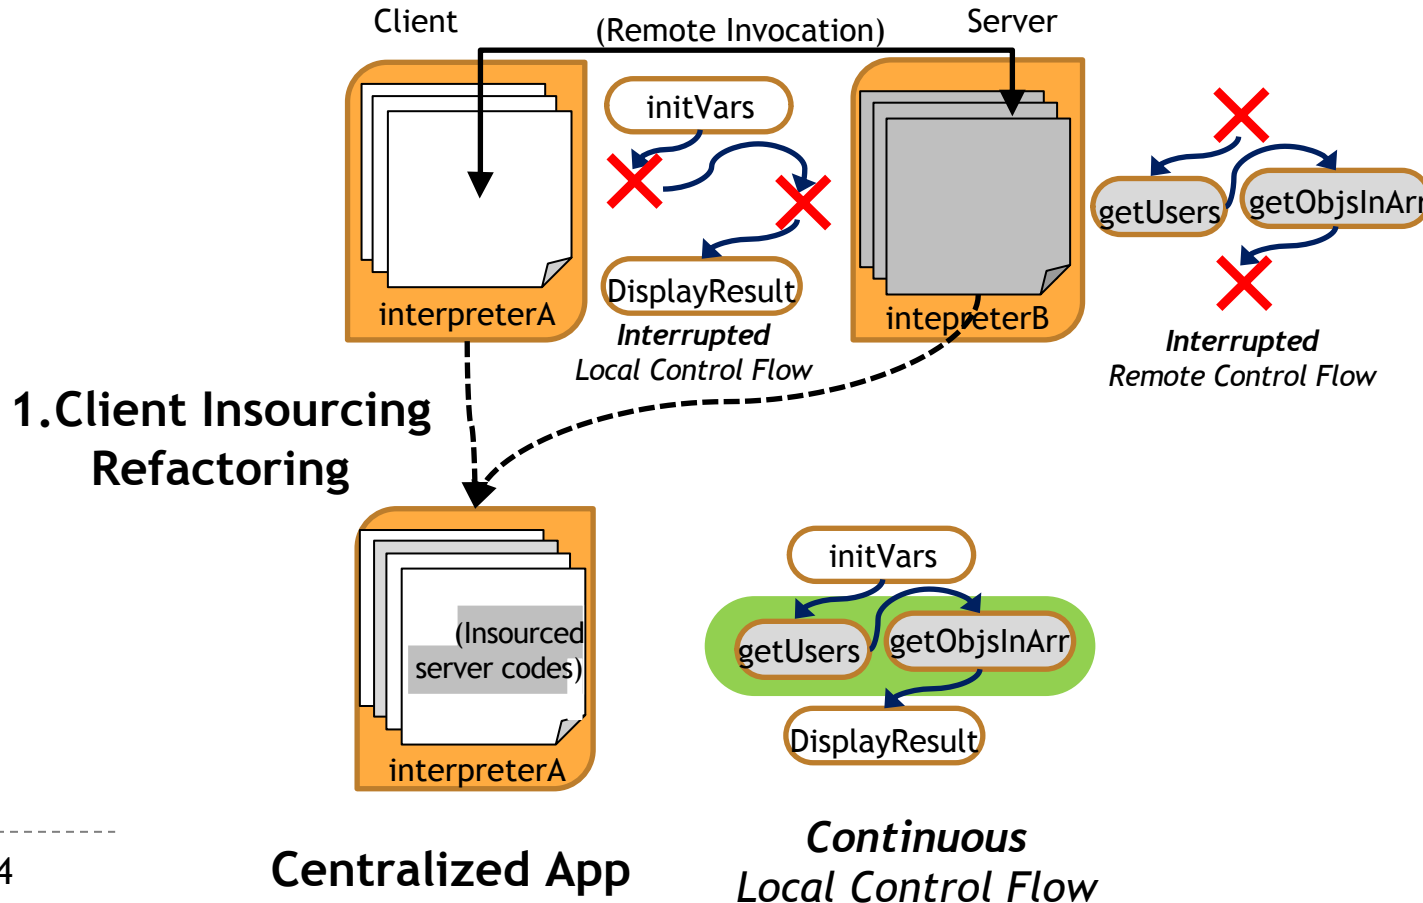 Client
(Remote Invocation)
Server
initVars
DisplayResult
interpreterA
Interrupted
Local Control Flow
intepreterB
getUsers
getObjsInArr
Interrupted
Remote Control Flow
1.Client Insourcing
Refactoring
(Insourced
server codes)
interpreterA
initVars
getUsers
getObjsInArr
DisplayResult
4
Centralized App
Continuous
Local Control Flow